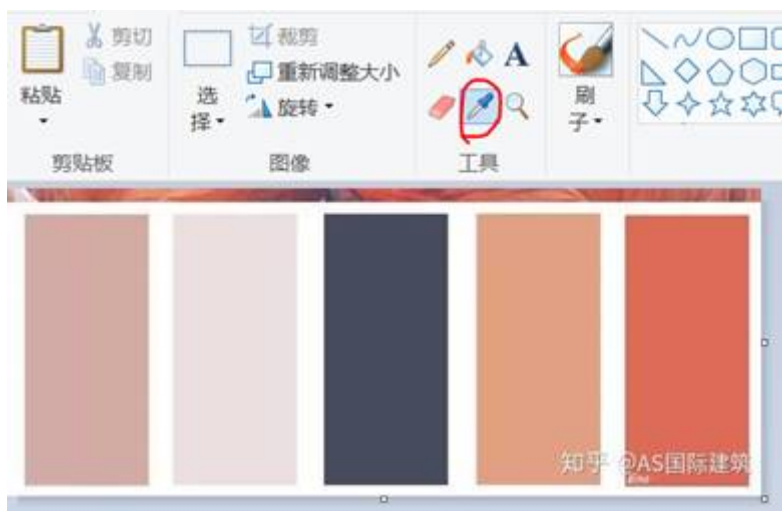 剪切
复制
粘贴
剪贴板
裁剪
重新调整大小
旋转
选
择
图像
A
工具
刷
子
知乎 @AS国际建筑